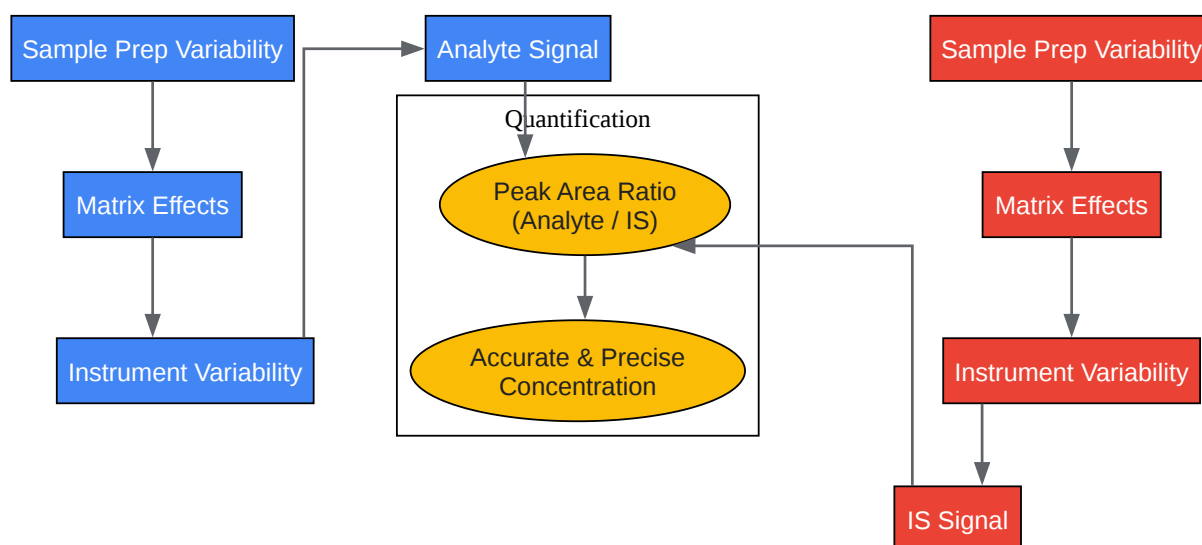 Sample Prep Variability
Analyte Signal
Sample Prep Variability
Quantification
Peak Area Ratio
(Analyte / IS)
Matrix Effects
Matrix Effects
Accurate & Precise
Concentration
Instrument Variability
Instrument Variability
IS Signal